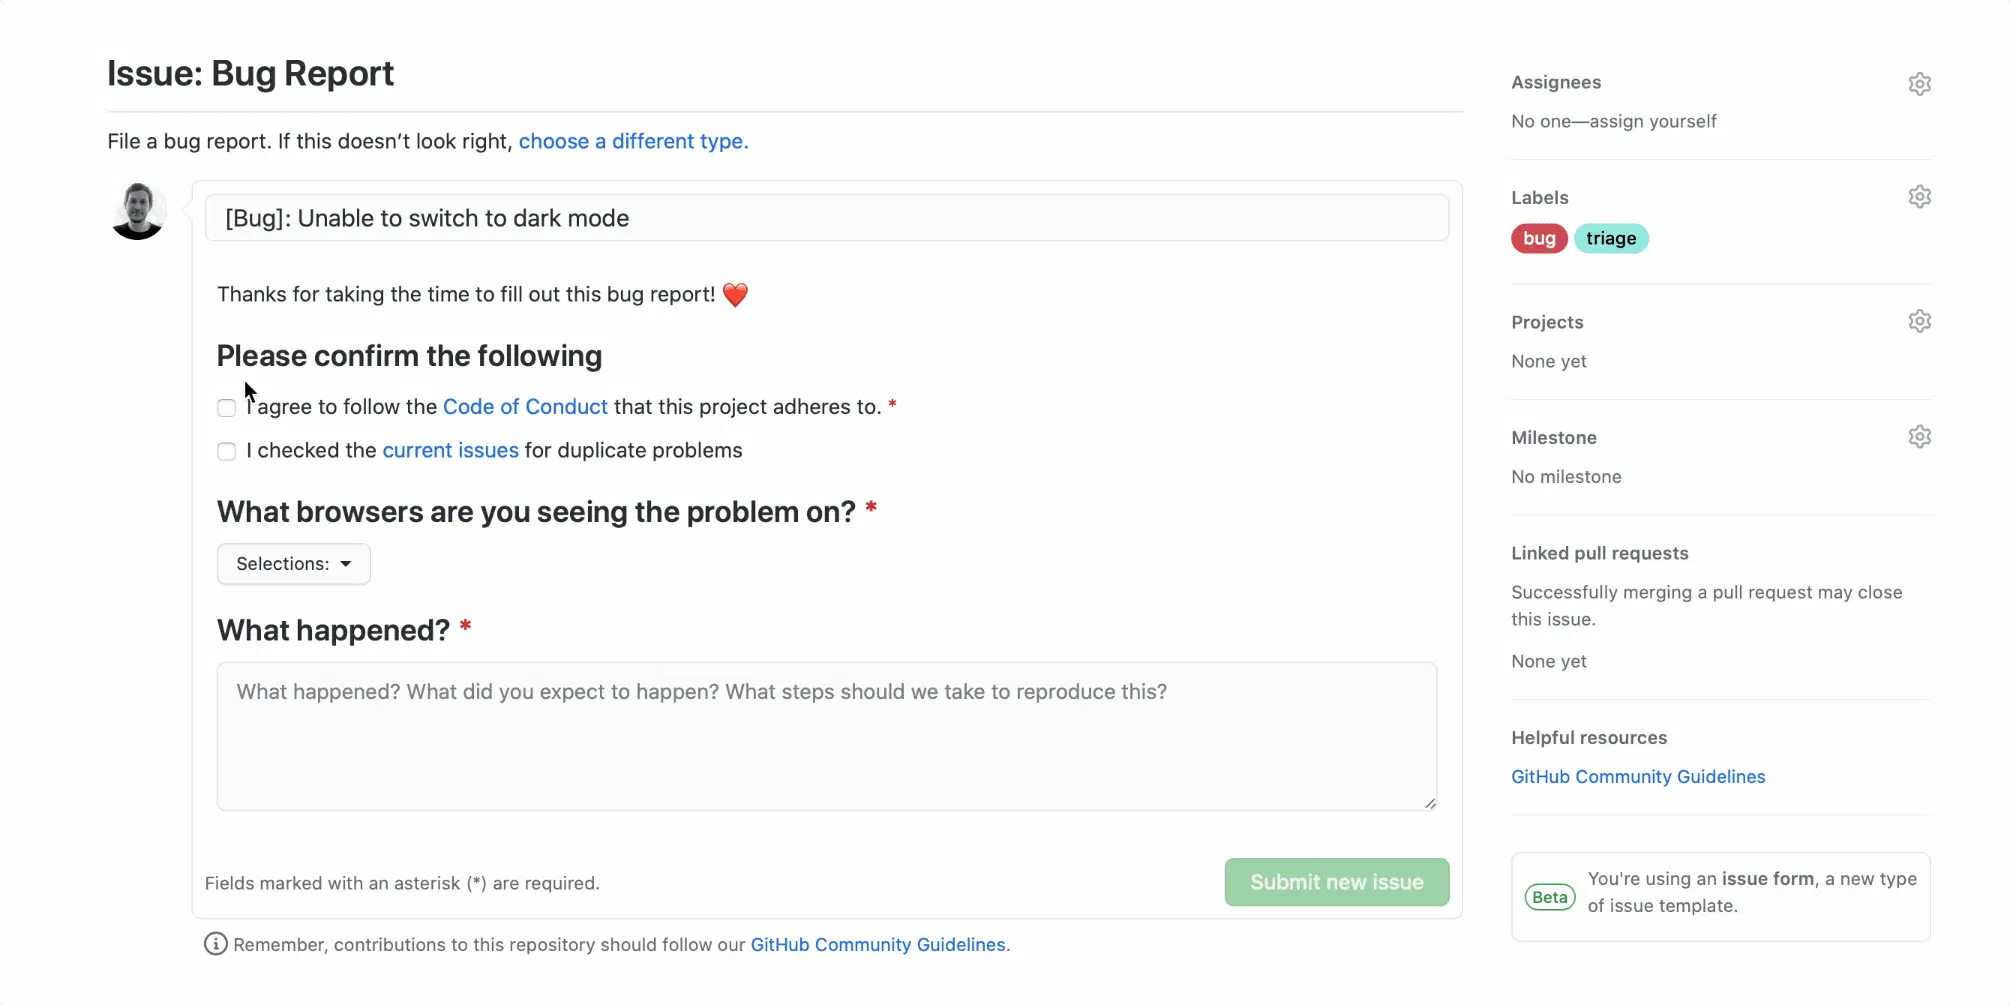 Issue: Bug Report
File a bug report. If this doesn’t look right, choose a different type.
[Bug]: Unable to switch to dark mode
Thanks for taking the time to fill out this bug report! ❤️
Please confirm the following
I agree to follow the Code of Conduct that this project adheres to. *
I checked the current issues for duplicate problems
What browsers are you seeing the problem on? *
Selections:
What happened? *
What happened? What did you expect to happen? What steps should we take to reproduce this?
Fields marked with an asterisk (*) are required.
Submit new issue
Remember, contributions to this repository should follow our GitHub Community Guidelines.
Assignees
No one—assign yourself
Labels
bug triage
Projects
None yet
Milestone
No milestone
Linked pull requests
Successfully merging a pull request may close
this issue.
None yet
Helpful resources
GitHub Community Guidelines
Beta
You're using an issue form, a new type
of issue template.